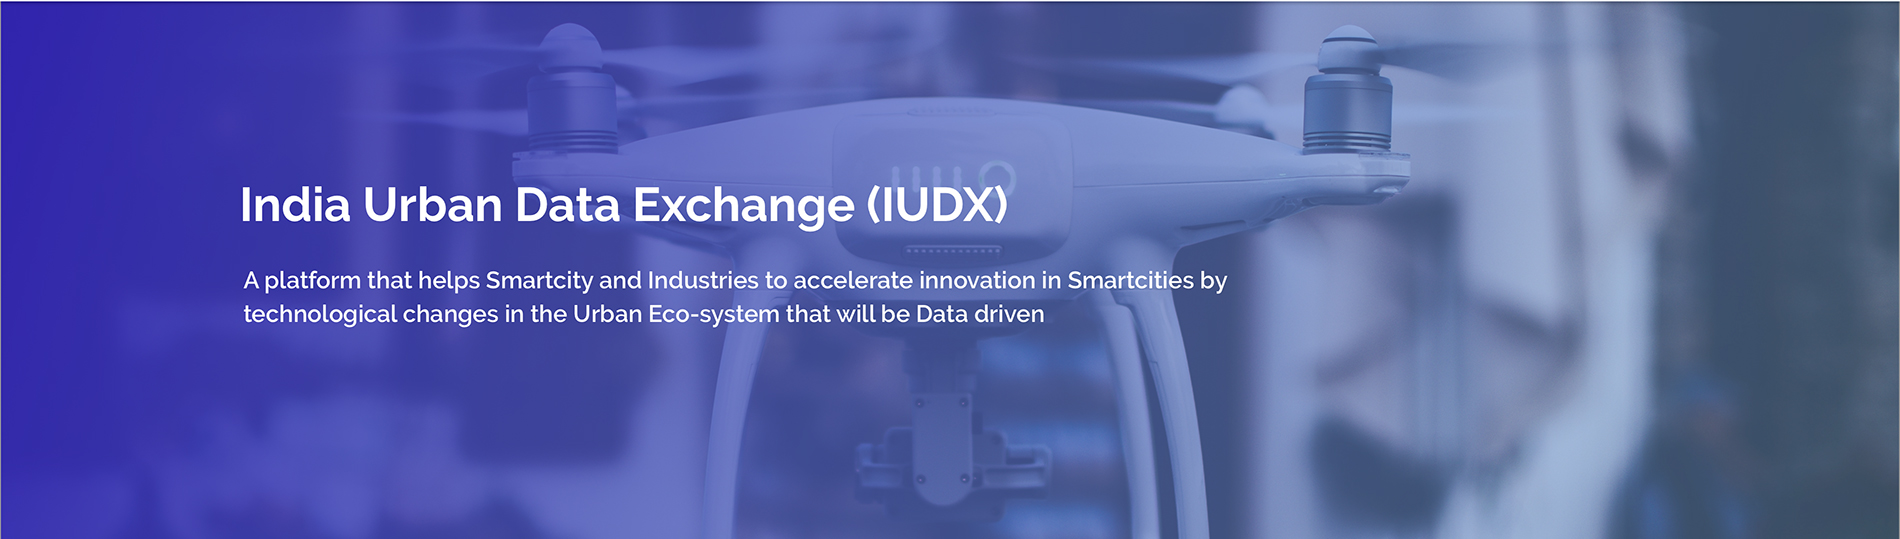 India Urban Data Exchange (IUDX)
A platform that helps Smartcity and Industries to accelerate innovation in Smartcities by
technological changes in the Urban Eco-system that will be Data driven